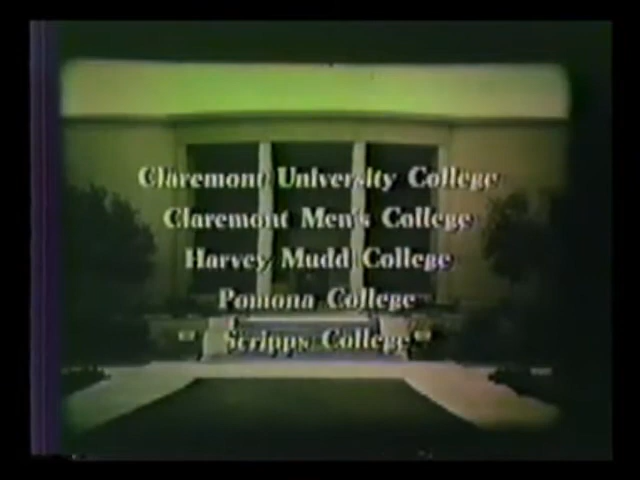 Claremont University College
Claremont Men's College
Harvey Mudd College
Pomona College
Scripps College